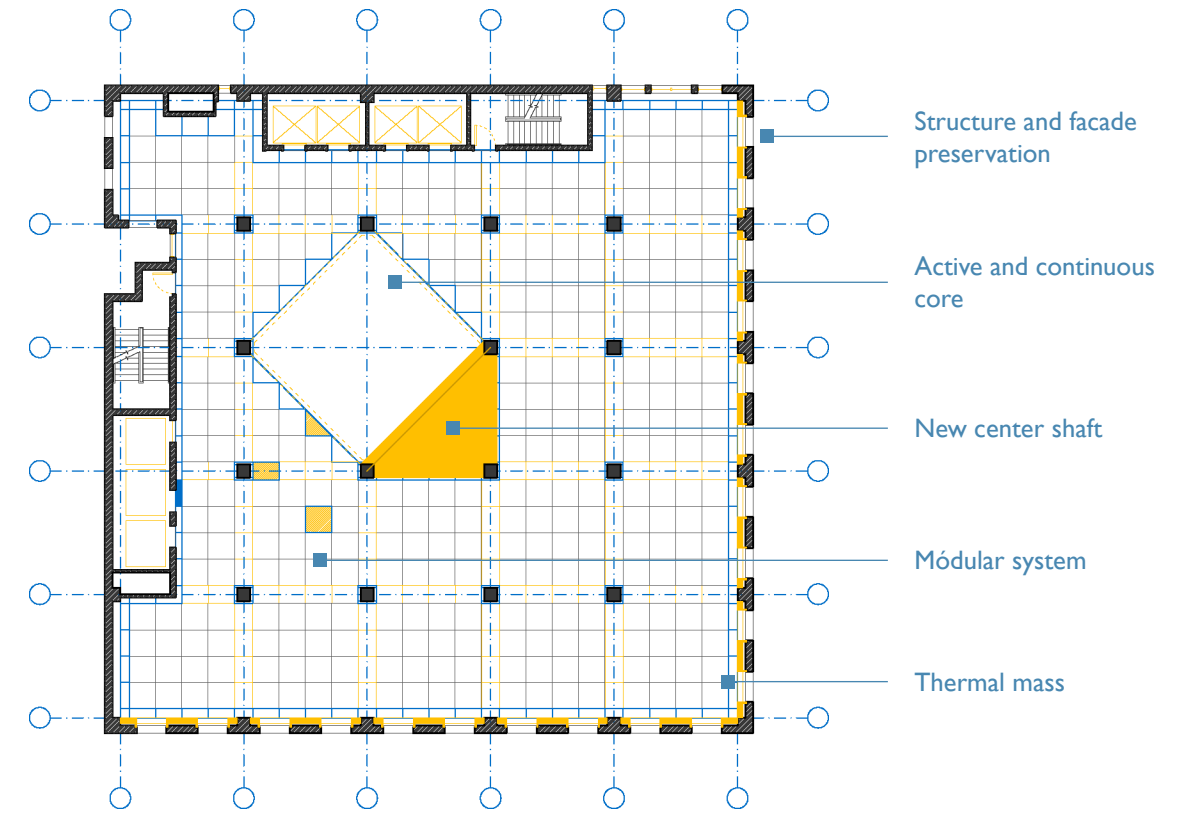 Structure and facade
preservation
Active and continuous
core
New center shaft
Módular system
Thermal mass